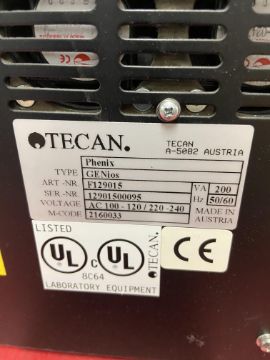 TECAN.
TECAN
A-5082 AUSTRIA
Phenix
TYPE GENios
ART -NR F129015
SER -NR 12901500095
VOLTAGE AC 100 - 120 / 220 -240
M-CODE 2160033
VA 200
Hz 50/60
MADE IN
AUSTRIA
LISTED
UL C UL
8C64
TECAN.
LABORATORY EQUIPMENT
CE